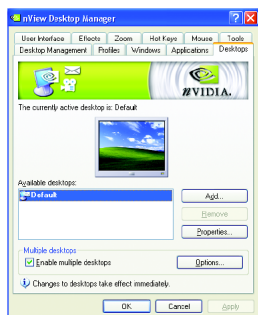 nView Desktop Manager
User Interface Effects Zoom Hot Keys Mouse Tools
Desktop Management Profiles Windows Applications Desktops
nVIDIA.
The currently active desktop is: Default
Available desktops:
Default
Add...
Remove
Properties...
Multiple desktops
Enable multiple desktops
Options...
Changes to desktops take effect immediately.
OK Cancel Apply